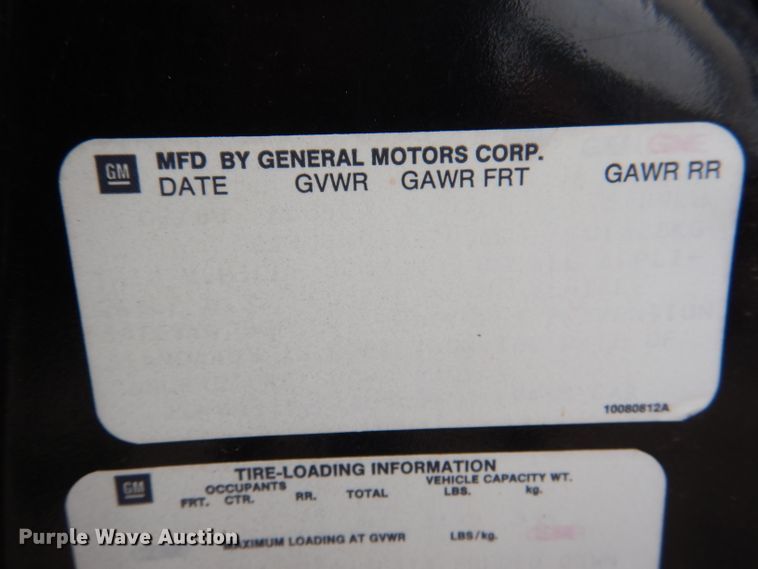 GM MFD BY GENERAL MOTORS CORP.
DATE GVWR GAWR FRT GAWR RR
10080812A
GM TIRE-LOADING INFORMATION
OCCUPANTS VEHICLE CAPACITY WT.
FRT. CTR. RR. TOTAL LBS. kg.
MAXIMUM LOADING AT GVWR LBS/kg.
Purple Wave Auction